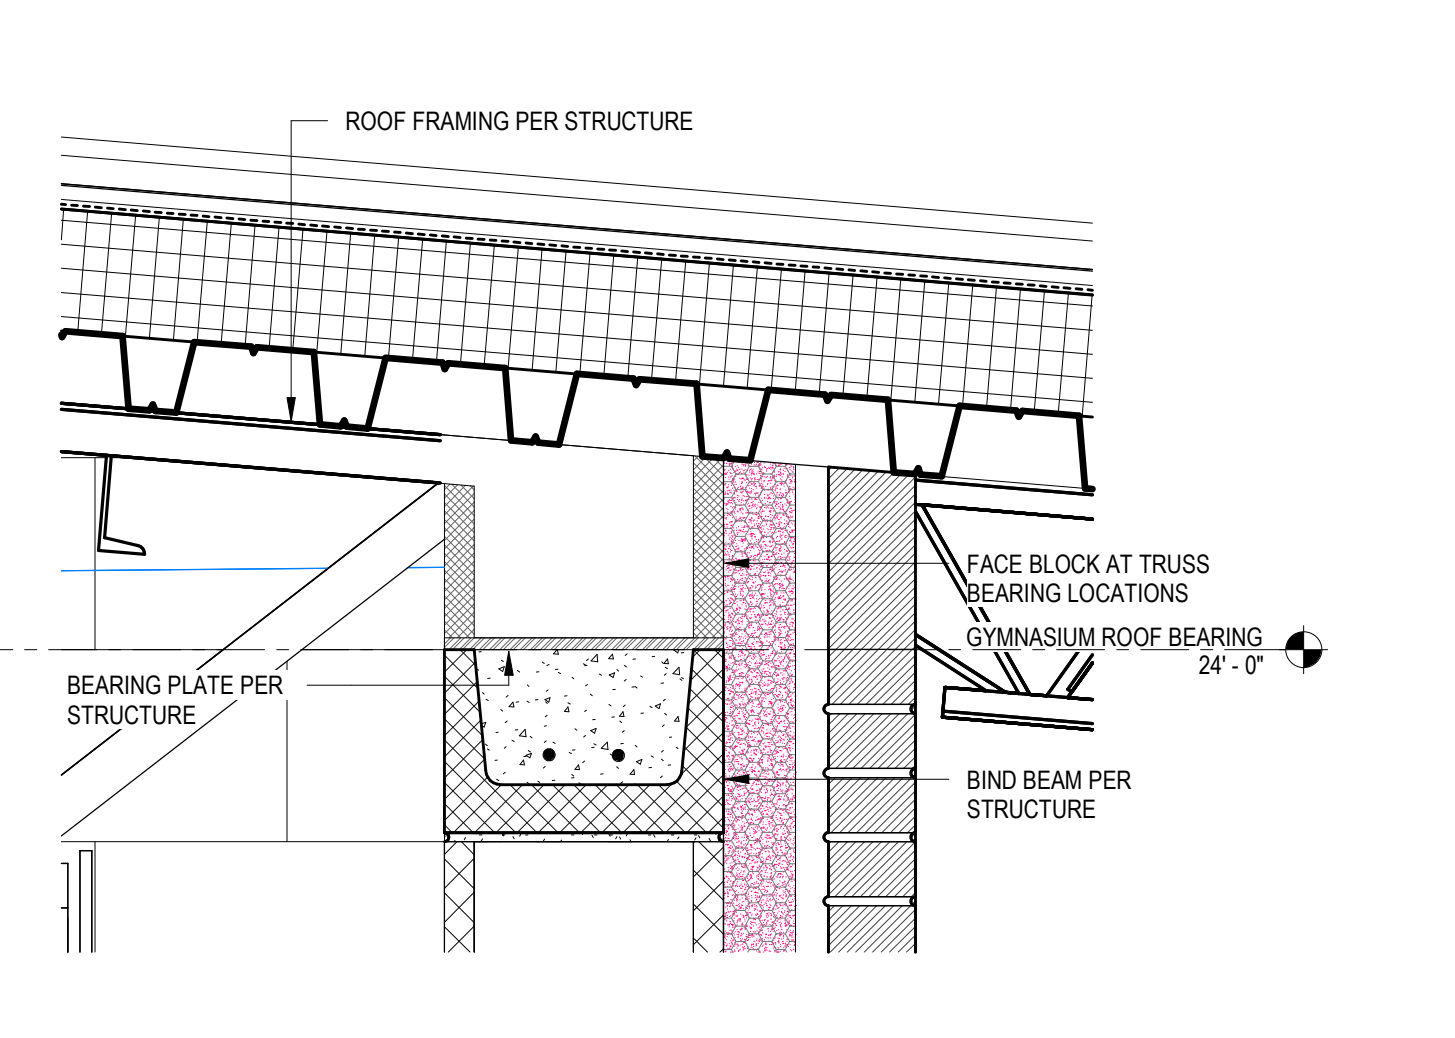 ROOF FRAMING PER STRUCTURE
FACE BLOCK AT TRUSS
BEARING LOCATIONS
GYMNASIUM ROOF BEARING
24' - 0"
BEARING PLATE PER
STRUCTURE
BIND BEAM PER
STRUCTURE